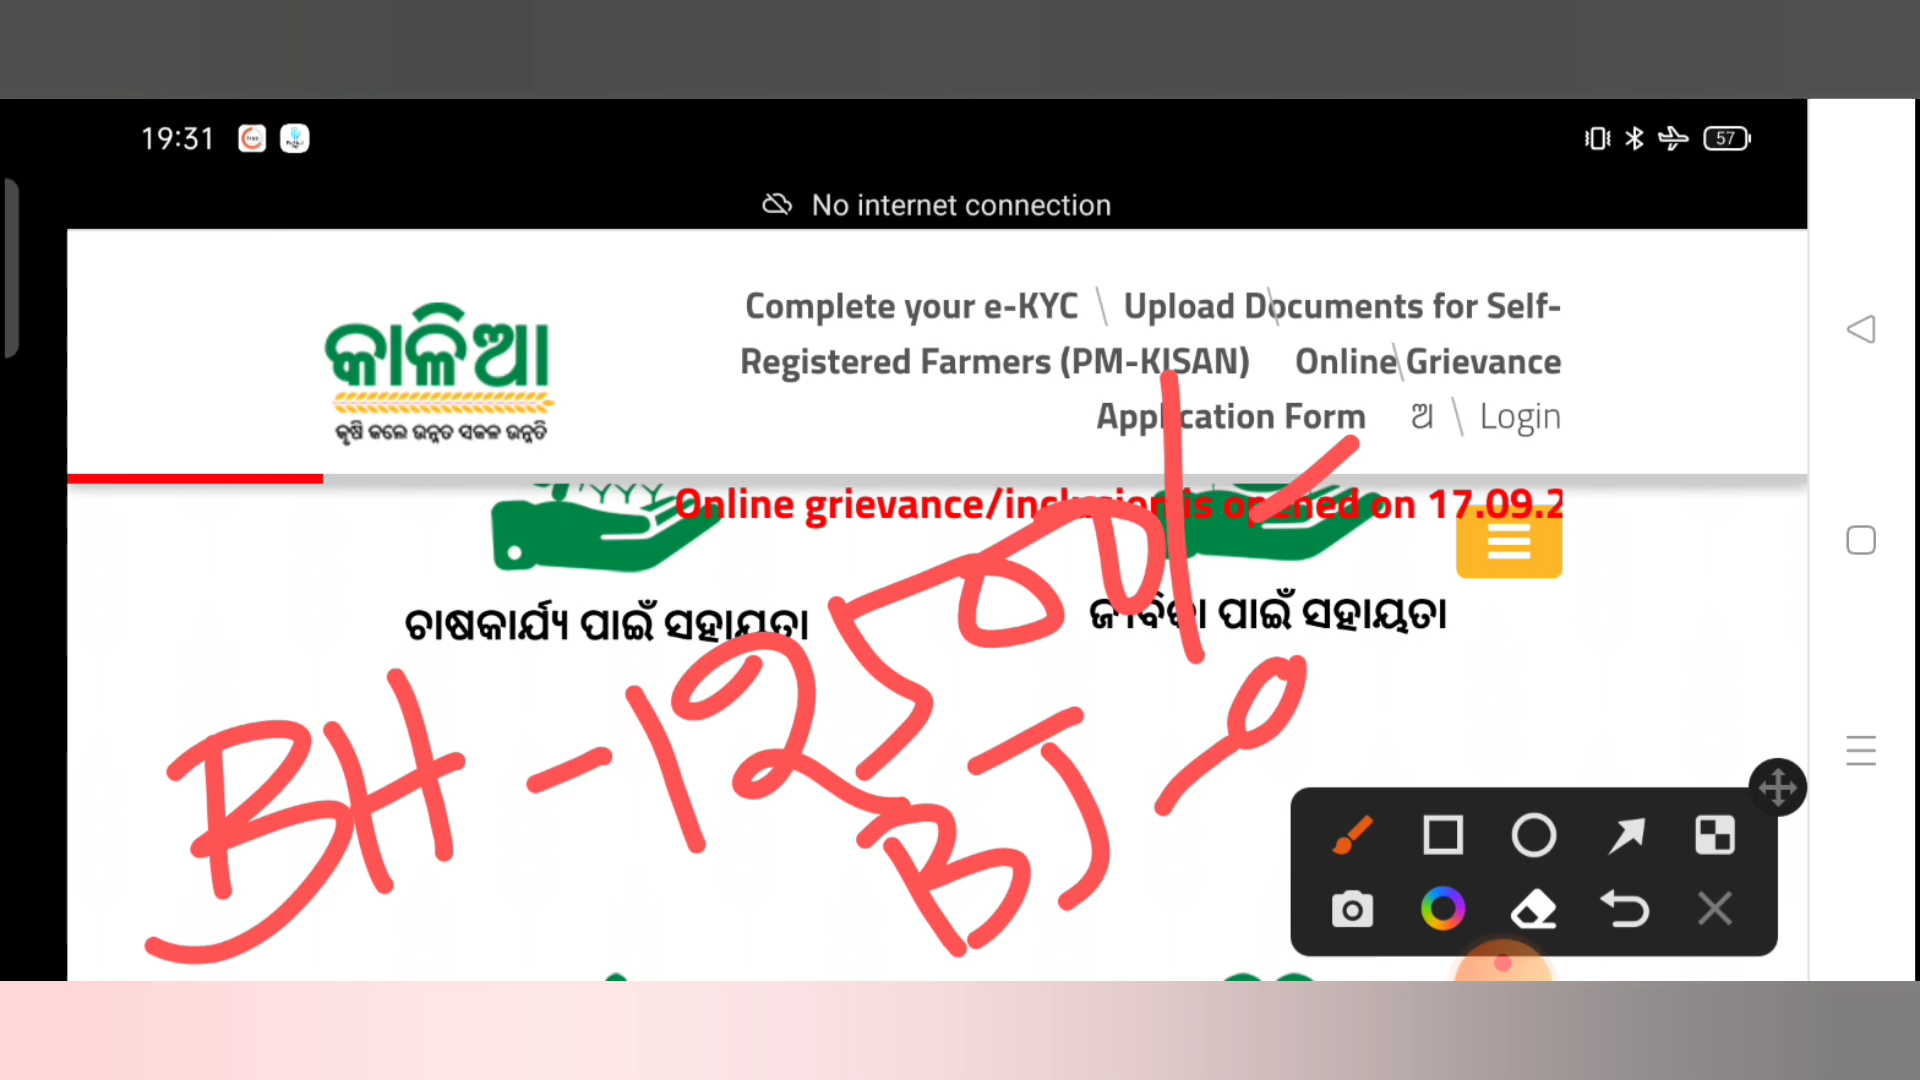 19:31
57
No internet connection
Complete your e-KYC \ Upload Documents for Self-
Registered Farmers (PM-KISAN) \ Online Grievance
Application Form \ ଅ \ Login
କାଳିଆ
କୃଷି କଲେ ଉନ୍ନତ ସକଳ ଉନ୍ନତି
Online grievance/inclusion is opened on 17.09.2
ଚାଷକାର୍ଯ୍ୟ ପାଇଁ ସହାୟତା
ଜୀବିକା ପାଇଁ ସହାୟତା
BH - 12500/-
BJ -